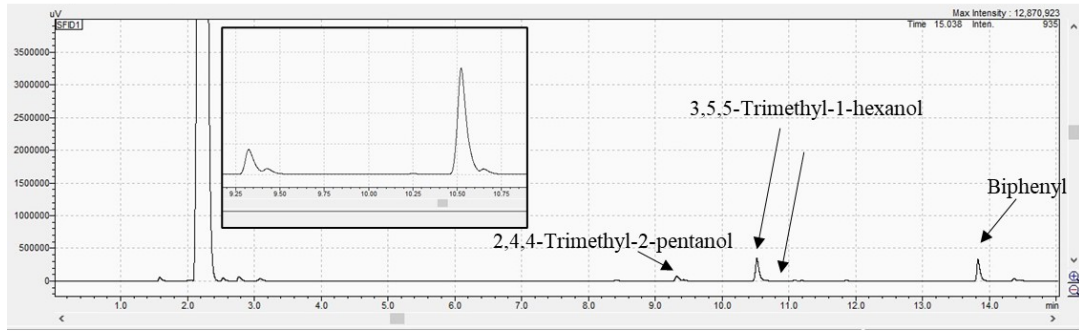 uV
Max Intensity : 12,870,923
SFID1
Time 15.038 Inten. 935
3500000
3000000
2500000
2000000
1500000
1000000
500000
0
9.25 9.50 9.75 10.00 10.25 10.50 10.75
3,5,5-Trimethyl-1-hexanol
Biphenyl
2,4,4-Trimethyl-2-pentanol
1.0 2.0 3.0 4.0 5.0 6.0 7.0 8.0 9.0 10.0 11.0 12.0 13.0 14.0 min